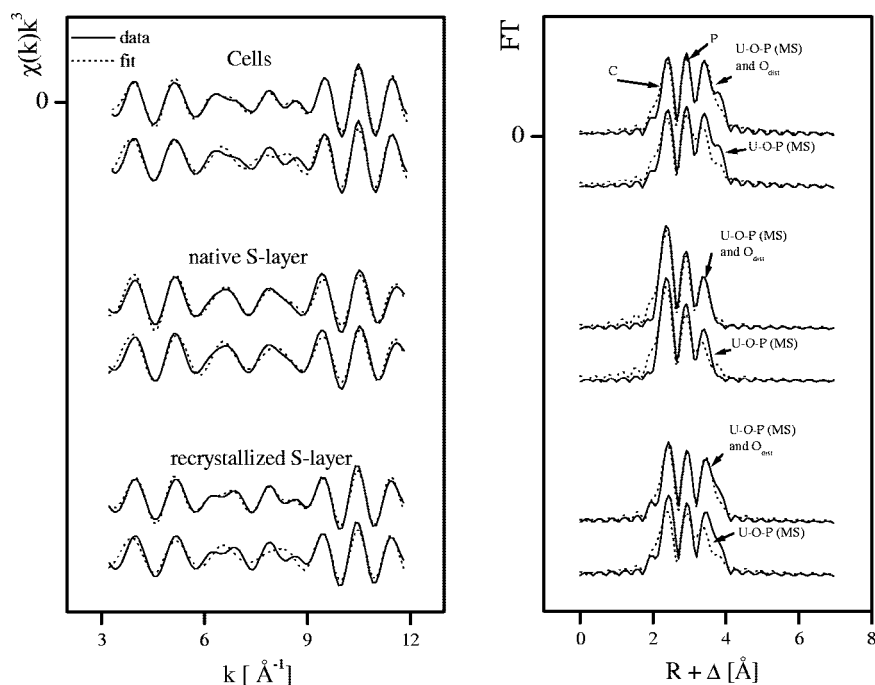 χ(k)k³
data
fit
Cells
0
native S-layer
recrystallized S-layer
3
6
9
12
k [ Å⁻¹]
FT
P
C
U-O-P (MS)
and O_dist
0
U-O-P (MS)
U-O-P (MS)
and O_dist
U-O-P (MS)
U-O-P (MS)
and O_dist
U-O-P (MS)
0
2
4
6
8
R + Δ [Å]